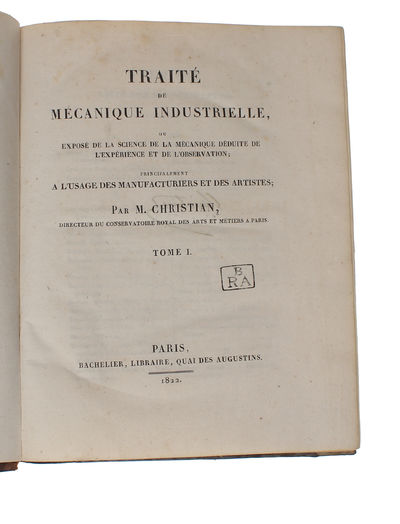 TRAITÉ
DE
MÉCANIQUE INDUSTRIELLE,
OU
EXPOSÉ DE LA SCIENCE DE LA MÉCANIQUE DÉDUITE DE
L'EXPÉRIENCE ET DE L'OBSERVATION;
PRINCIPALEMENT
A L'USAGE DES MANUFACTURIERS ET DES ARTISTES;
PAR M. CHRISTIAN,
DIRECTEUR DU CONSERVATOIRE ROYAL DES ARTS ET MÉTIERS A PARIS.
TOME I.
B
RA
PARIS,
BACHELIER, LIBRAIRE, QUAI DES AUGUSTINS.
1822.